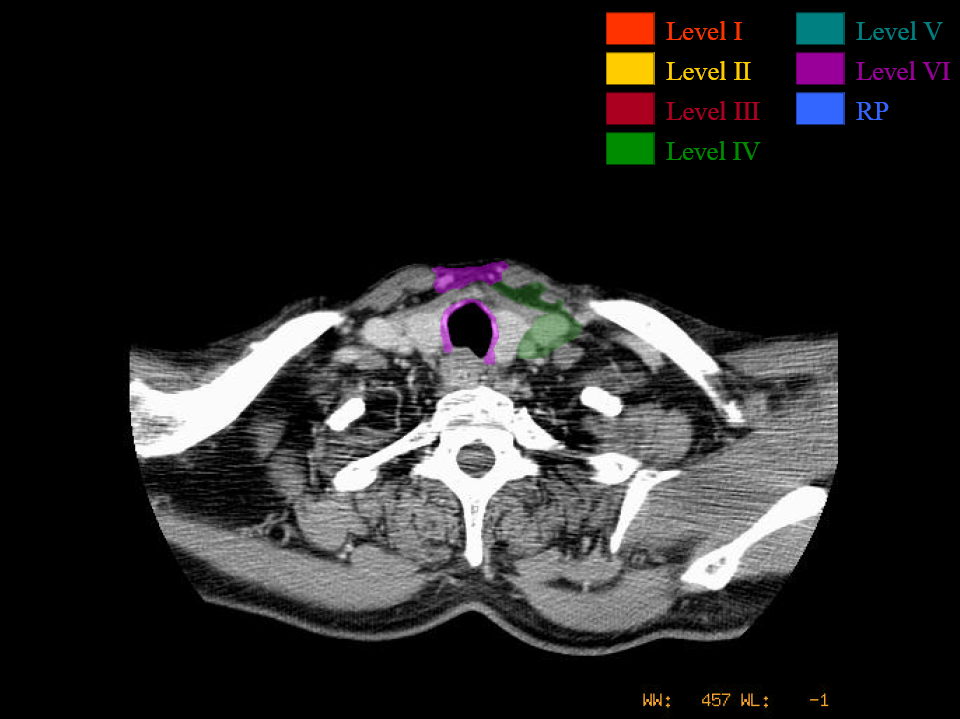 Level I
Level II
Level III
Level IV
Level V
Level VI
RP
WW: 457 WL: -1